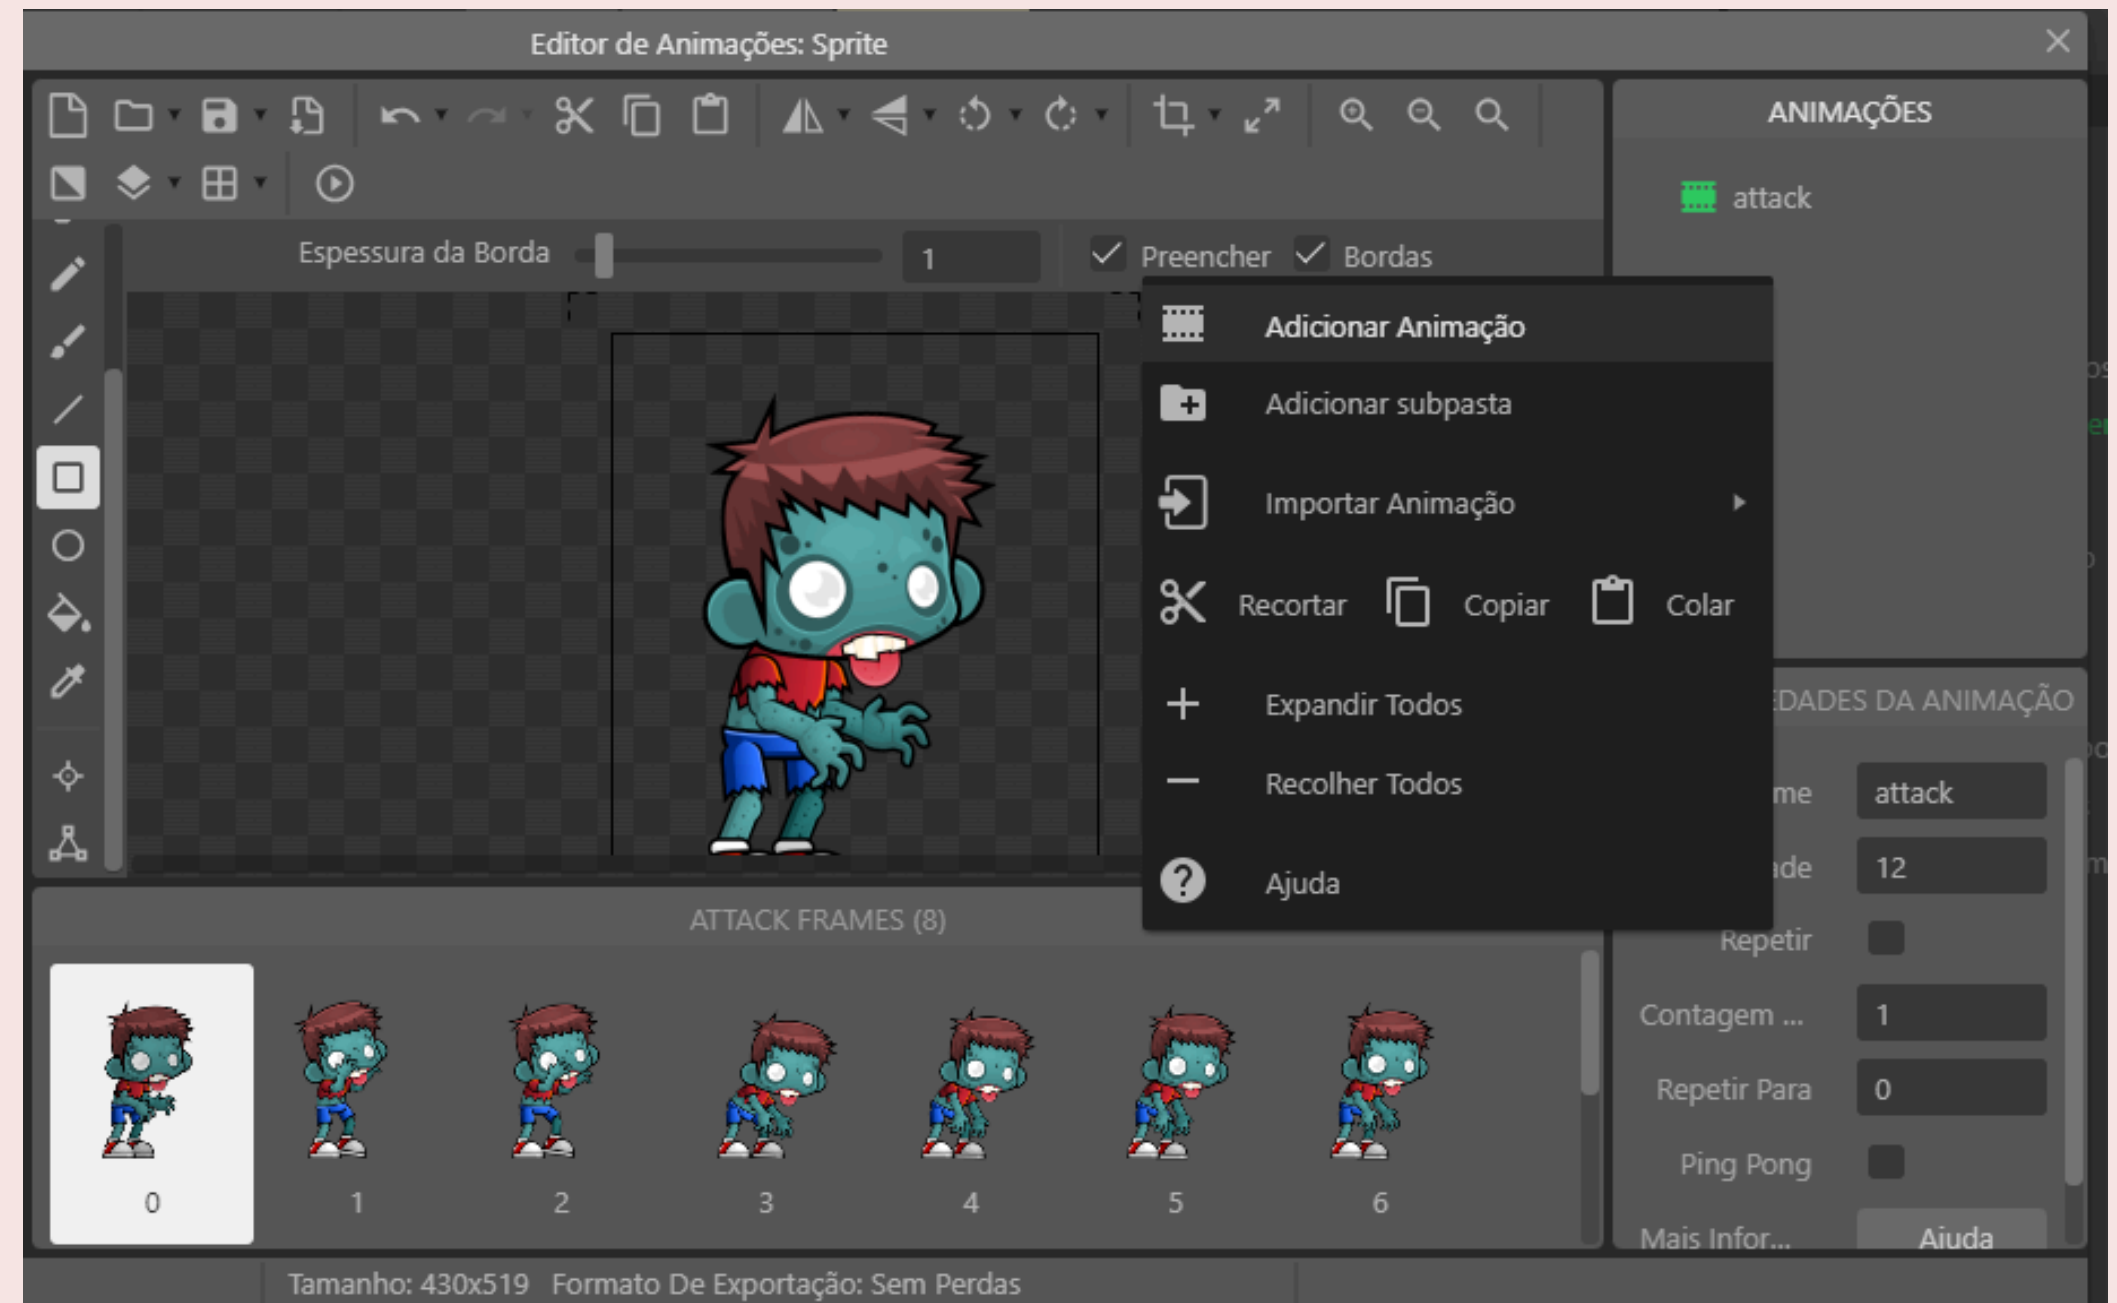 Editor de Animações: Sprite
ANIMAÇÕES
attack
Espessura da Borda 1 Preencher Bordas
Adicionar Animação
Adicionar subpasta
Importar Animação
Recortar Copiar Colar
Expandir Todos
Recolher Todos
Ajuda
EDADES DA ANIMAÇÃO
me attack
ade 12
Repetir
Contagem ... 1
Repetir Para 0
Ping Pong
Mais Infor... Ajuda
ATTACK FRAMES (8)
0 1 2 3 4 5 6
Tamanho: 430x519 Formato De Exportação: Sem Perdas